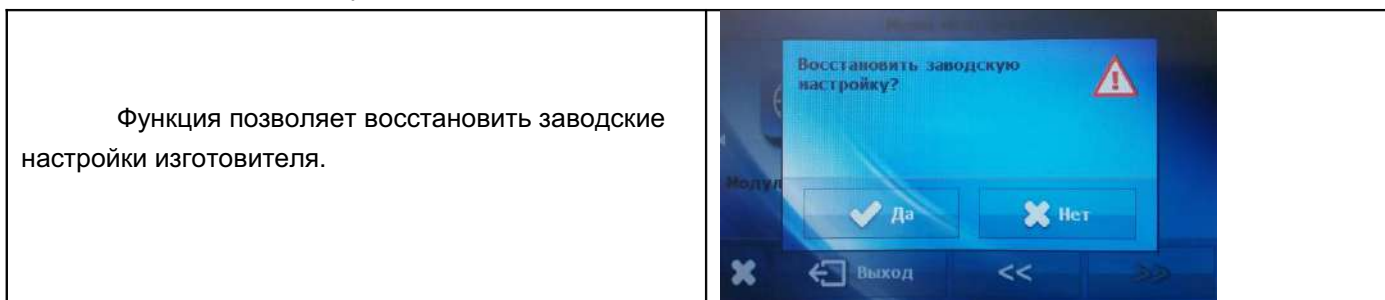 Функция позволяет восстановить заводские
настройки изготовителя.
Восстановить заводскую
настройку?
Да
Нет
Выход
<<
>>